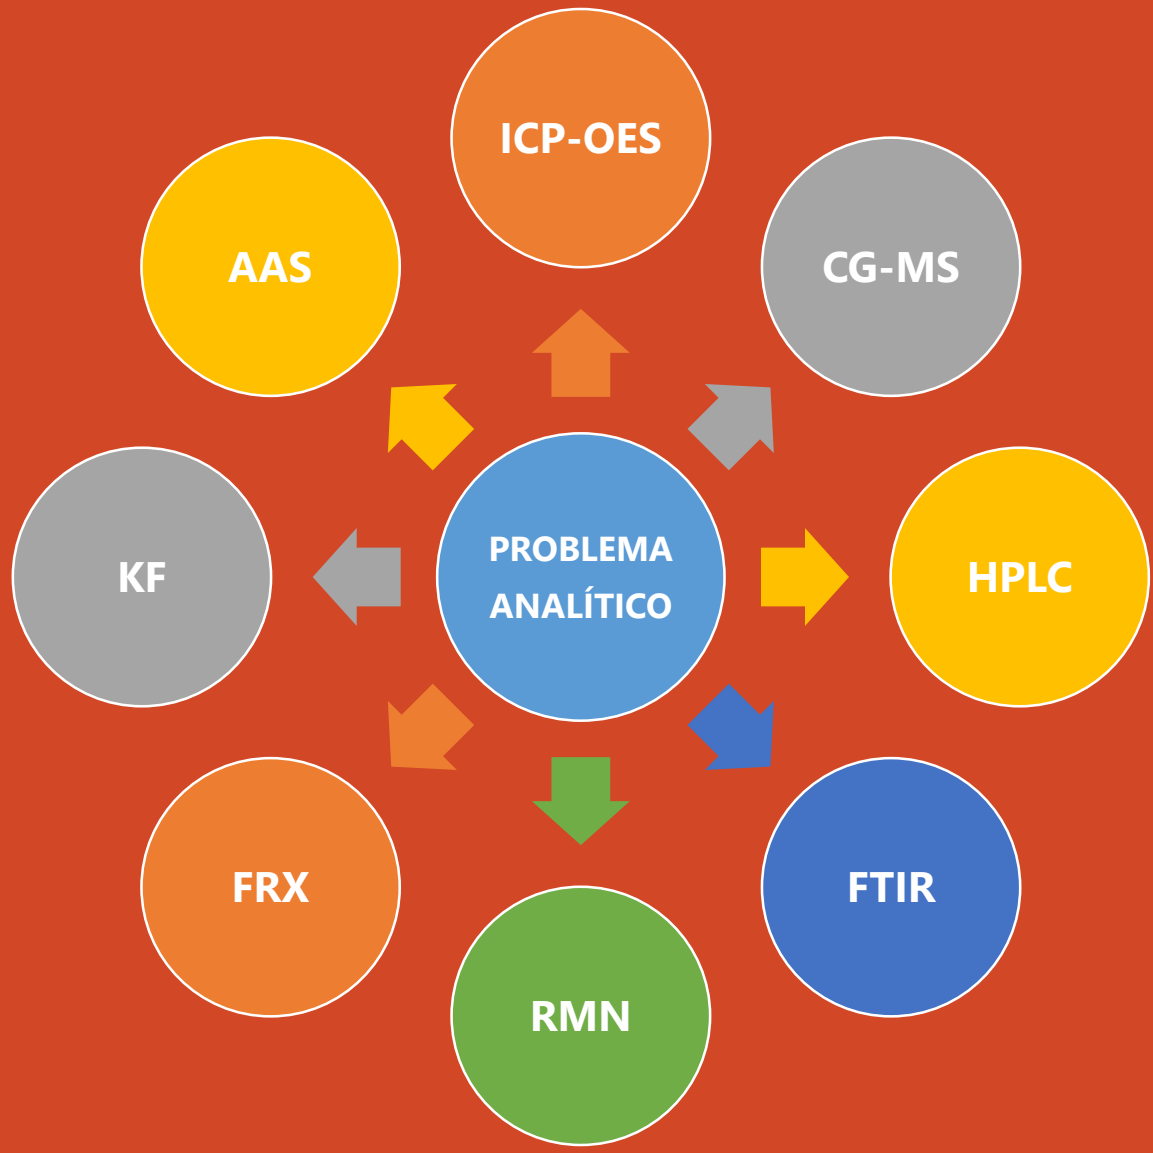 ICP-OES
AAS
CG-MS
PROBLEMA
ANALÍTICO
KF
HPLC
FRX
FTIR
RMN